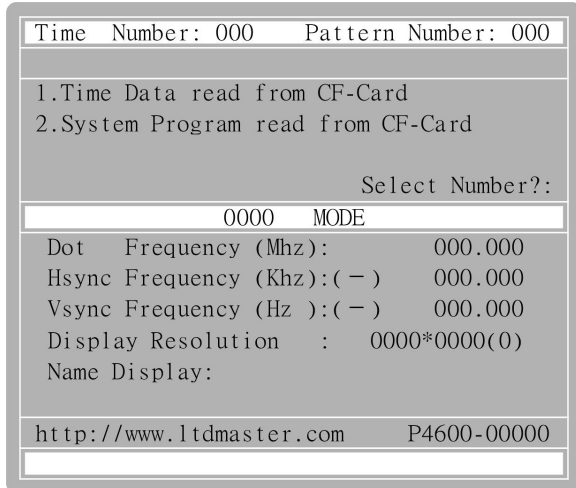 Time Number: 000 Pattern Number: 000
1.Time Data read from CF-Card
2.System Program read from CF-Card
Select Number?:
0000 MODE
Dot Frequency (Mhz): 000.000
Hsync Frequency (Khz):(-) 000.000
Vsync Frequency (Hz ):(-) 000.000
Display Resolution : 0000*0000(0)
Name Display:
http://www.ltdmaster.com P4600-00000